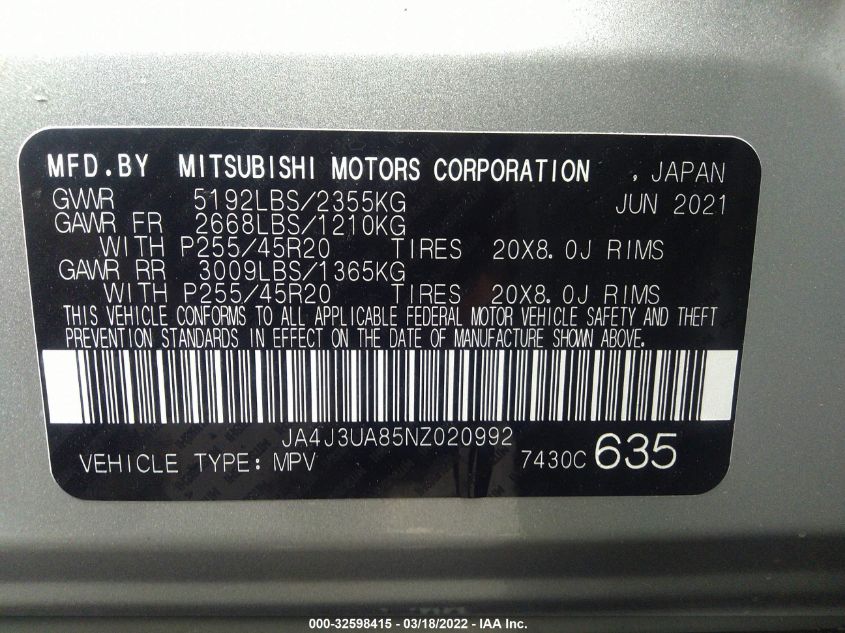 MFD.BY MITSUBISHI MOTORS CORPORATION , JAPAN
GVWR 5192LBS/2355KG JUN 2021
GAWR FR 2668LBS/1210KG
WITH P255/45R20 TIRES 20X8.0J RIMS
GAWR RR 3009LBS/1365KG
WITH P255/45R20 TIRES 20X8.0J RIMS
THIS VEHICLE CONFORMS TO ALL APPLICABLE FEDERAL MOTOR VEHICLE SAFETY AND THEFT
PREVENTION STANDARDS IN EFFECT ON THE DATE OF MANUFACTURE SHOWN ABOVE.
JA4J3UA85NZ020992
VEHICLE TYPE: MPV 7430C 635
000-32598415 - 03/18/2022 - IAA Inc.